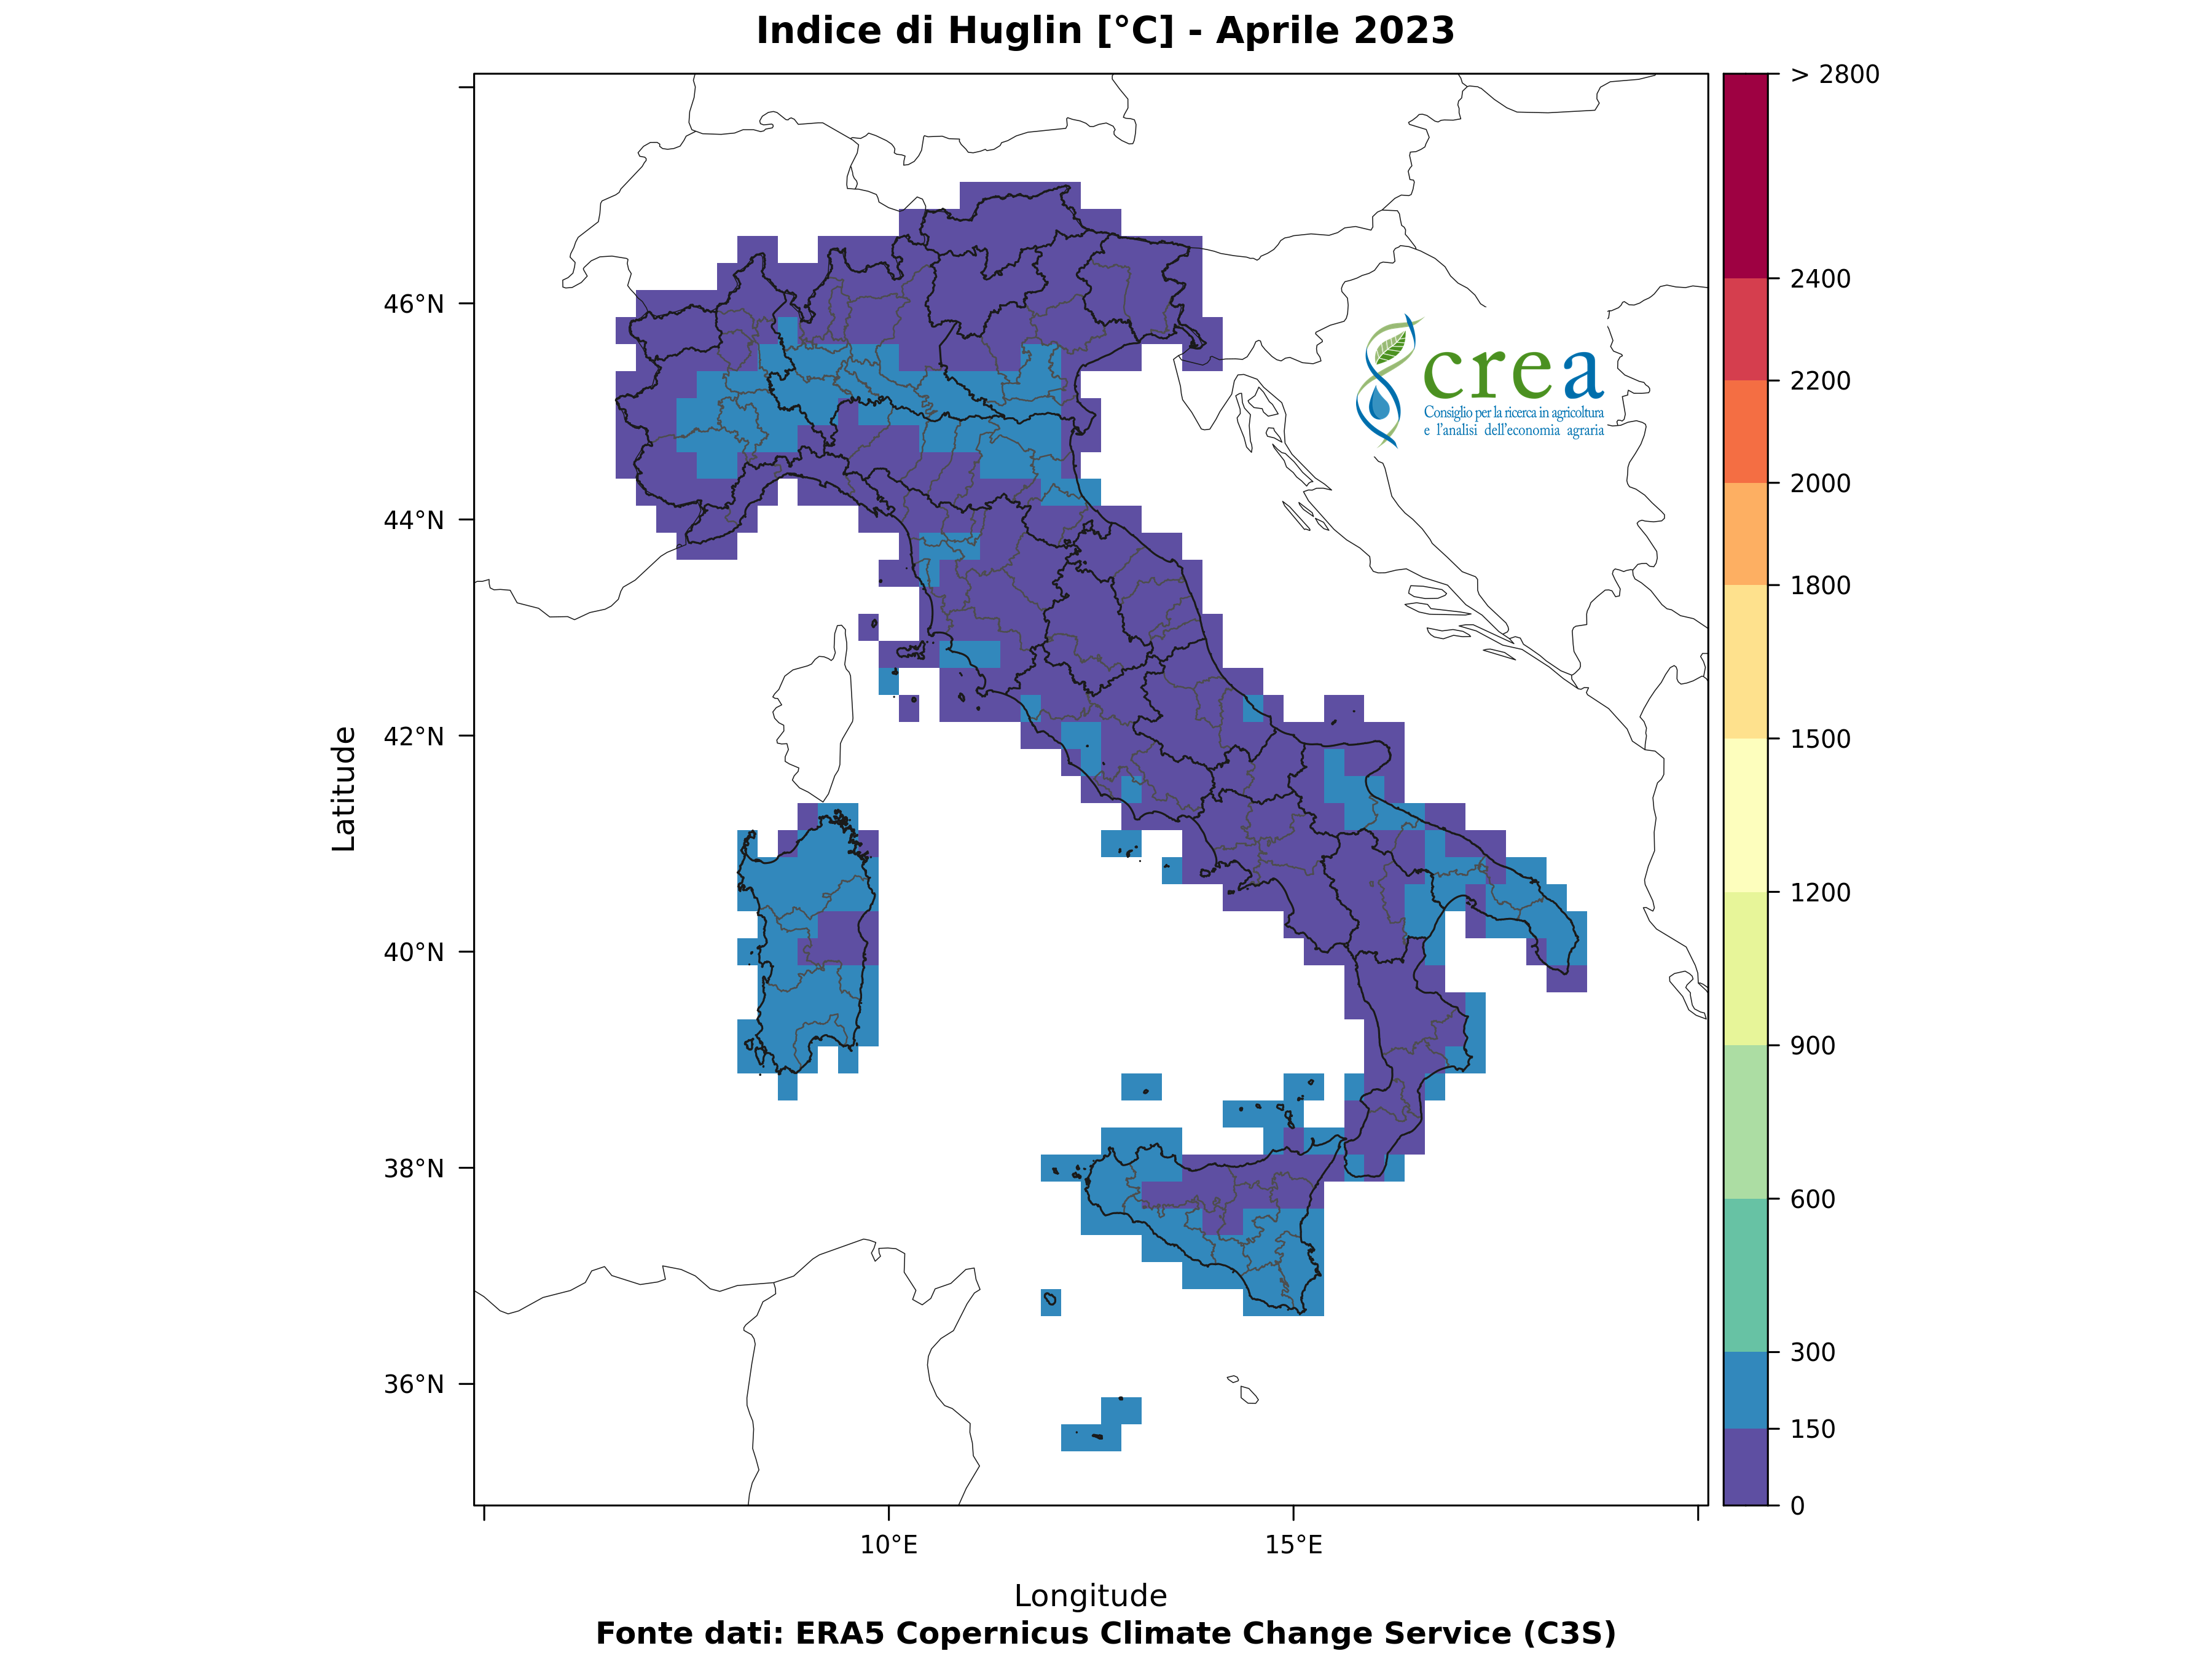 Indice di Huglin [°C] - Aprile 2023
> 2800
2400
2200
2000
1800
1500
1200
900
600
300
150
0
46°N
44°N
42°N
40°N
38°N
36°N
Latitude
crea
Consiglio per la ricerca in agricoltura
e l'analisi dell'economia agraria
10°E
15°E
Longitude
Fonte dati: ERA5 Copernicus Climate Change Service (C3S)